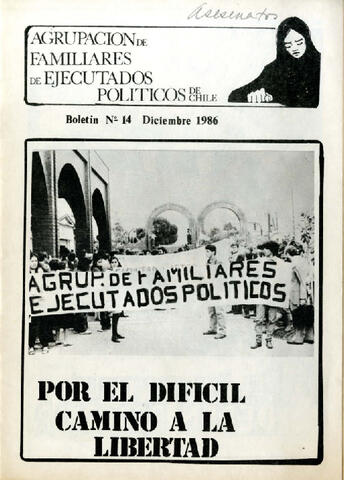 Asesinatos
AGRUPACION DE
FAMILIARES
DE EJECUTADOS
POLITICOS DE CHILE
Boletín Nº 14 Diciembre 1986
AGRUP. DE FAMILIARES
EJECUTADOS POLITICOS
POR EL DIFICIL
CAMINO A LA
LIBERTAD